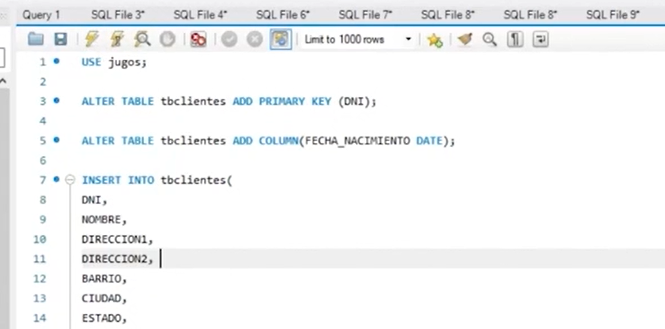 Query 1 SQL File 3* SQL File 4* SQL File 6* SQL File 7* SQL File 8* SQL File 8* SQL File 9*
Limit to 1000 rows
1 USE jugos;
2
3 ALTER TABLE tbclientes ADD PRIMARY KEY (DNI);
4
5 ALTER TABLE tbclientes ADD COLUMN(FECHA_NACIMIENTO DATE);
6
7 INSERT INTO tbclientes(
8 DNI,
9 NOMBRE,
10 DIRECCION1,
11 DIRECCION2,
12 BARRIO,
13 CIUDAD,
14 ESTADO,